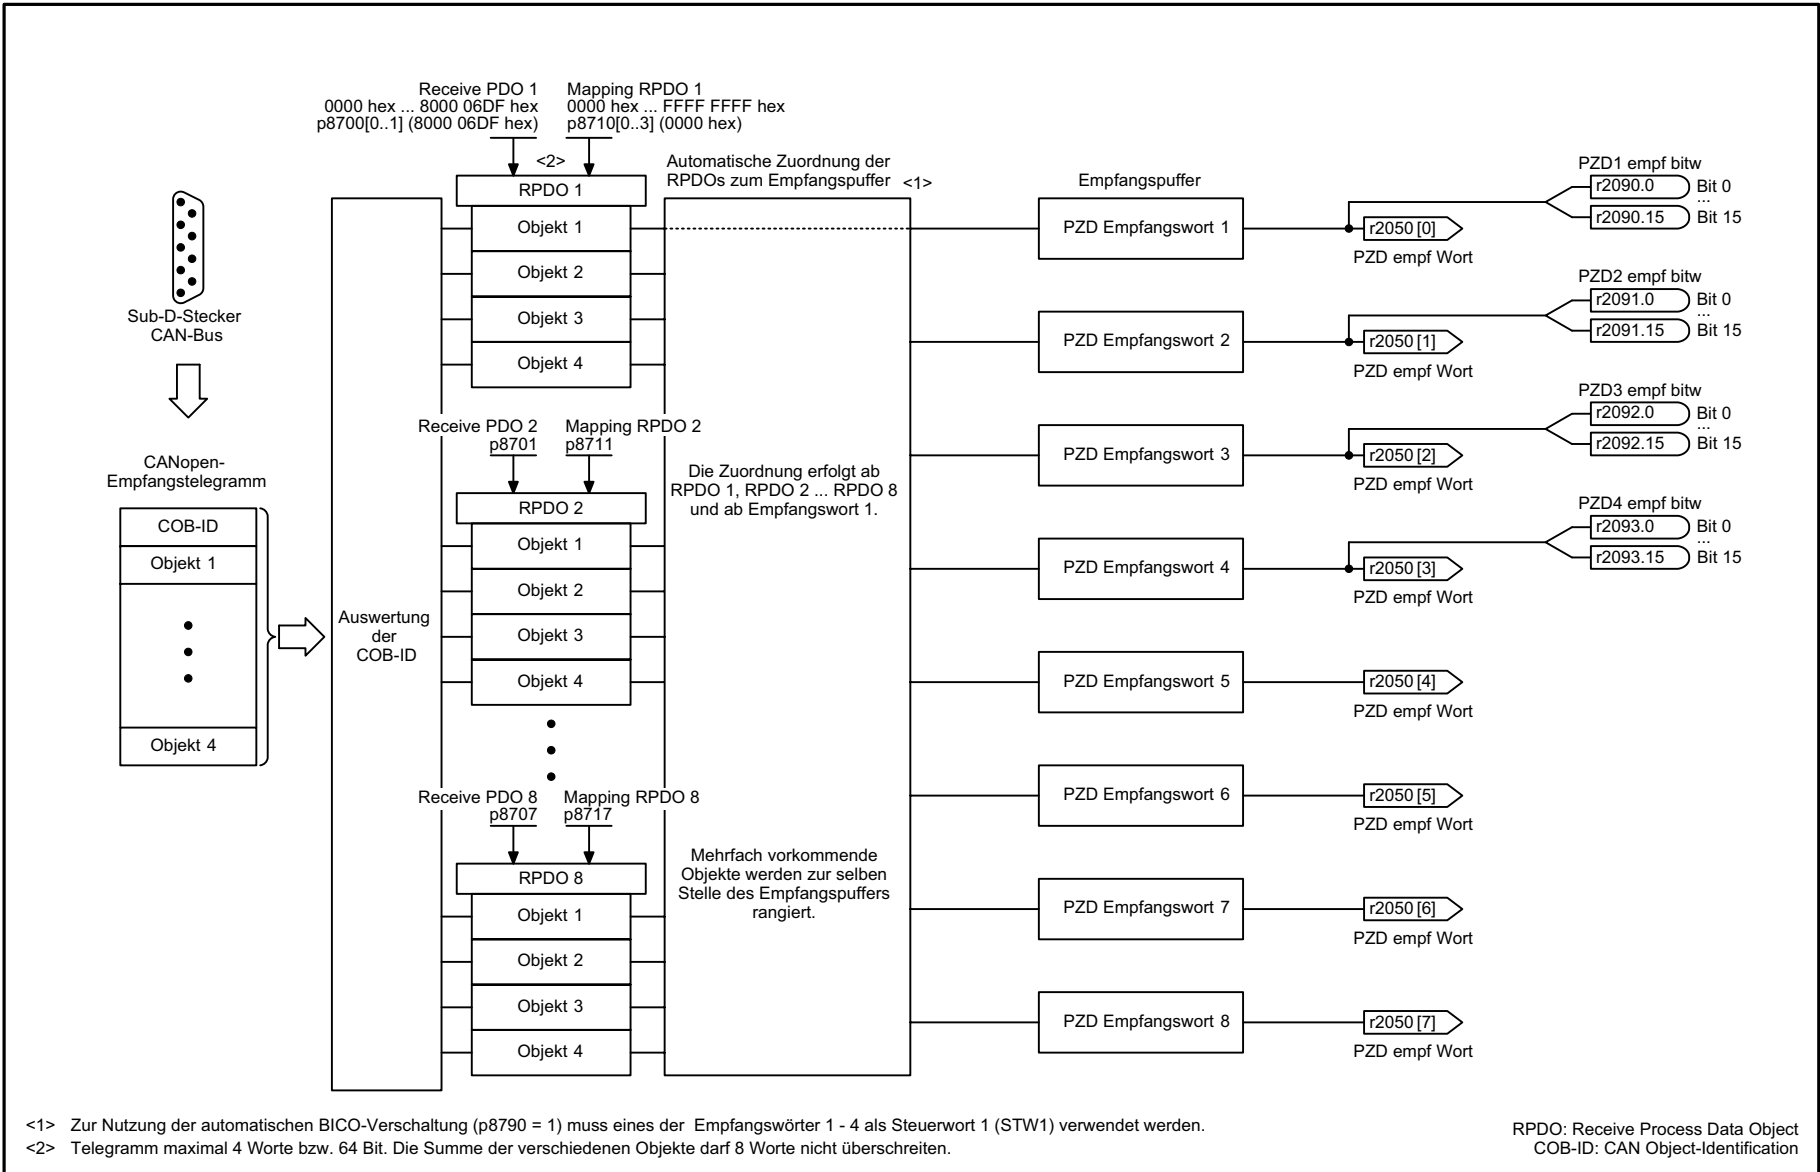 Receive PDO 1
0000 hex ... 8000 06DF hex
p8700[0..1] (8000 06DF hex)
Mapping RPDO 1
0000 hex ... FFFF FFFF hex
p8710[0..3] (0000 hex)
<2>
RPDO 1
Objekt 1
Objekt 2
Objekt 3
Objekt 4
Automatische Zuordnung der
RPDOs zum Empfangspuffer <1>
Empfangspuffer
Sub-D-Stecker
CAN-Bus
CANopen-
Empfangstelegramm
COB-ID
Objekt 1
Objekt 4
Auswertung
der
COB-ID
Receive PDO 2
p8701
Mapping RPDO 2
p8711
RPDO 2
Objekt 1
Objekt 2
Objekt 3
Objekt 4
Receive PDO 8
p8707
Mapping RPDO 8
p8717
RPDO 8
Objekt 1
Objekt 2
Objekt 3
Objekt 4
Die Zuordnung erfolgt ab
RPDO 1, RPDO 2 ... RPDO 8
und ab Empfangswort 1.
Mehrfach vorkommende
Objekte werden zur selben
Stelle des Empfangspuffers
rangiert.
PZD Empfangswort 1
r2050 [0]
PZD empf Wort
PZD1 empf bitw
r2090.0 Bit 0
...
r2090.15 Bit 15
PZD Empfangswort 2
r2050 [1]
PZD empf Wort
PZD2 empf bitw
r2091.0 Bit 0
...
r2091.15 Bit 15
PZD Empfangswort 3
r2050 [2]
PZD empf Wort
PZD3 empf bitw
r2092.0 Bit 0
...
r2092.15 Bit 15
PZD Empfangswort 4
r2050 [3]
PZD empf Wort
PZD4 empf bitw
r2093.0 Bit 0
...
r2093.15 Bit 15
PZD Empfangswort 5
r2050 [4]
PZD empf Wort
PZD Empfangswort 6
r2050 [5]
PZD empf Wort
PZD Empfangswort 7
r2050 [6]
PZD empf Wort
PZD Empfangswort 8
r2050 [7]
PZD empf Wort
<1> Zur Nutzung der automatischen BICO-Verschaltung (p8790 = 1) muss eines der Empfangswörter 1 - 4 als Steuerwort 1 (STW1) verwendet werden.
<2> Telegramm maximal 4 Worte bzw. 64 Bit. Die Summe der verschiedenen Objekte darf 8 Worte nicht überschreiten.
RPDO: Receive Process Data Object
COB-ID: CAN Object-Identification